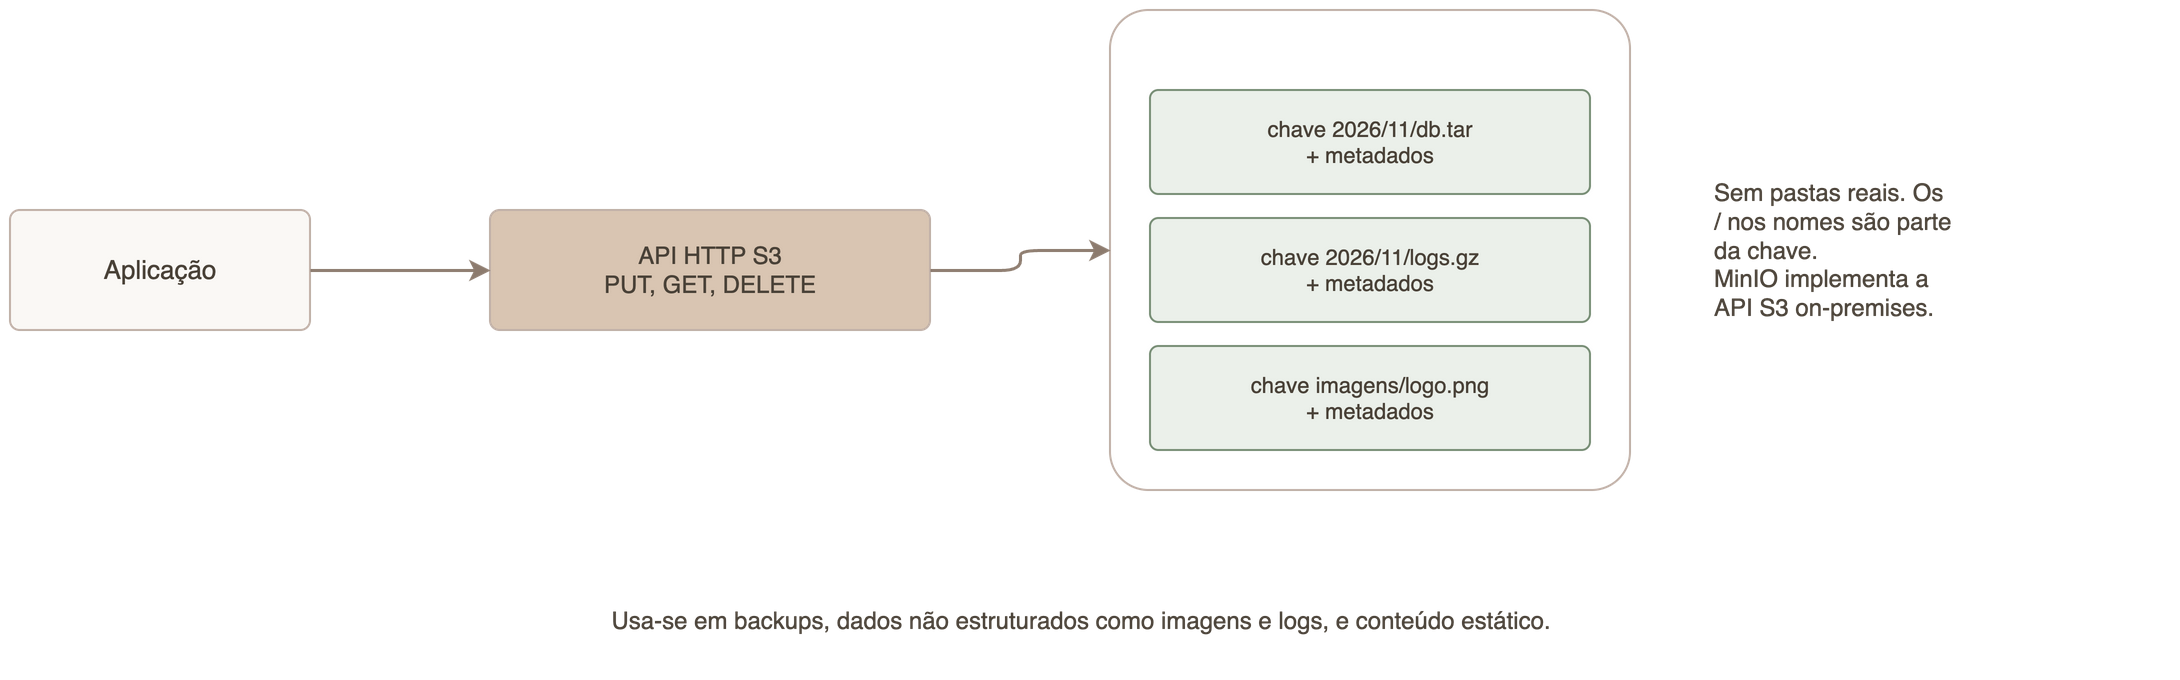 Aplicação
API HTTP S3
PUT, GET, DELETE
chave 2026/11/db.tar
+ metadados
chave 2026/11/logs.gz
+ metadados
chave imagens/logo.png
+ metadados
Sem pastas reais. Os
/ nos nomes são parte
da chave.
MinIO implementa a
API S3 on-premises.
Usa-se em backups, dados não estruturados como imagens e logs, e conteúdo estático.